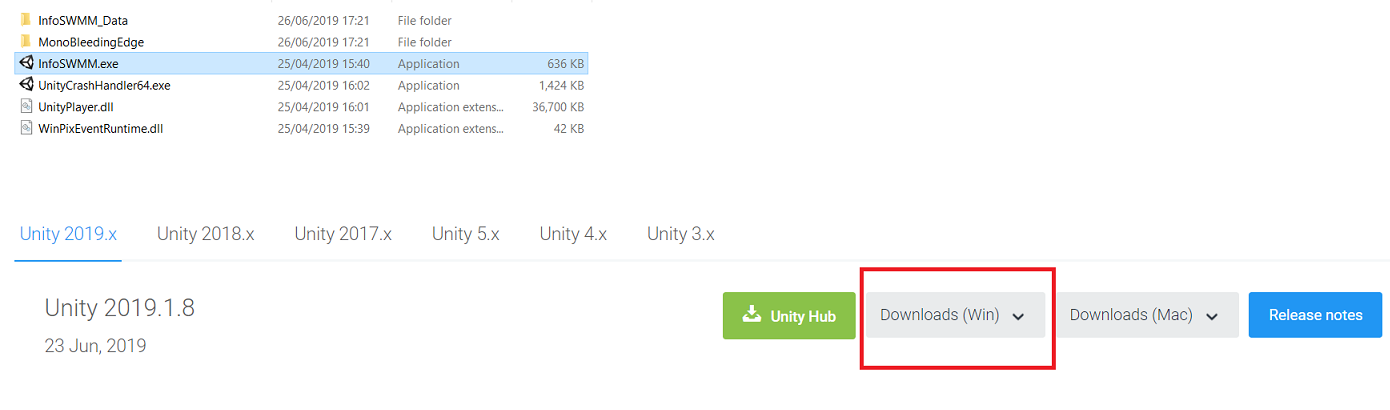 InfoSWMM_Data 26/06/2019 17:21 File folder
MonoBleedingEdge 26/06/2019 17:21 File folder
InfoSWMM.exe 25/04/2019 15:40 Application 636 KB
UnityCrashHandler64.exe 25/04/2019 16:02 Application 1,424 KB
UnityPlayer.dll 25/04/2019 16:01 Application extens... 36,700 KB
WinPixEventRuntime.dll 25/04/2019 15:39 Application extens... 42 KB
Unity 2019.x Unity 2018.x Unity 2017.x Unity 5.x Unity 4.x Unity 3.x
Unity 2019.1.8 Unity Hub Downloads (Win) Downloads (Mac) Release notes
23 Jun, 2019